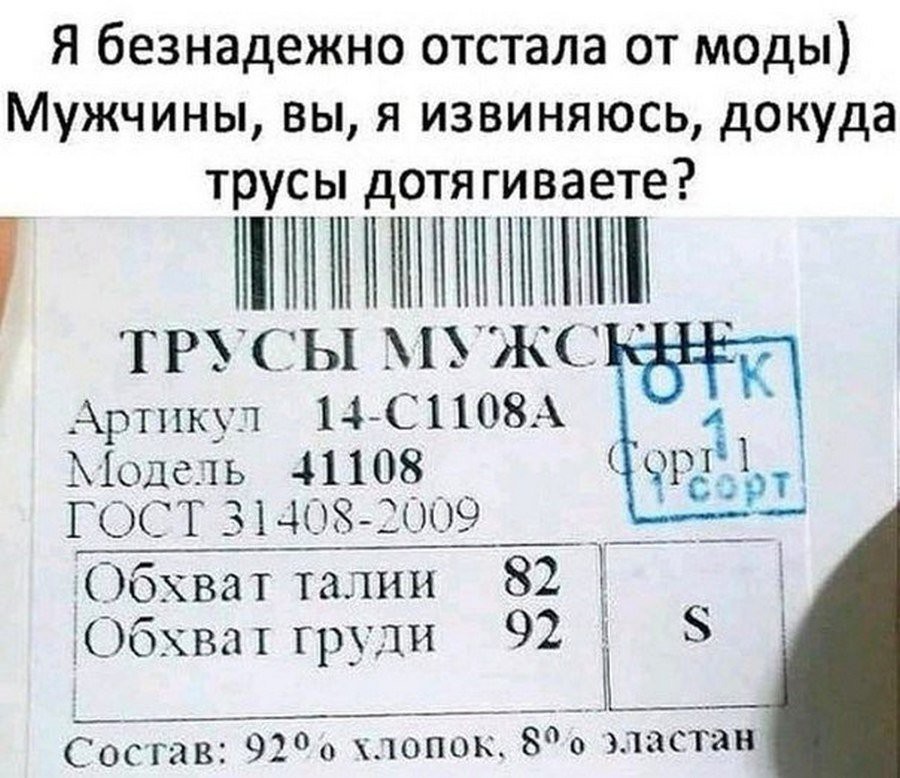 Я безнадежно отстала от моды)
Мужчины, вы, я извиняюсь, докуда
трусы дотягиваете?
ТРУСЫ МУЖСКИЕ
ОТК
Артикул 14-С1108А
1
Модель 41108 Сорт 1
1 сорт
ГОСТ 31408-2009
Обхват талии 82
Обхват груди 92
S
Состав: 92% хлопок, 8% эластан